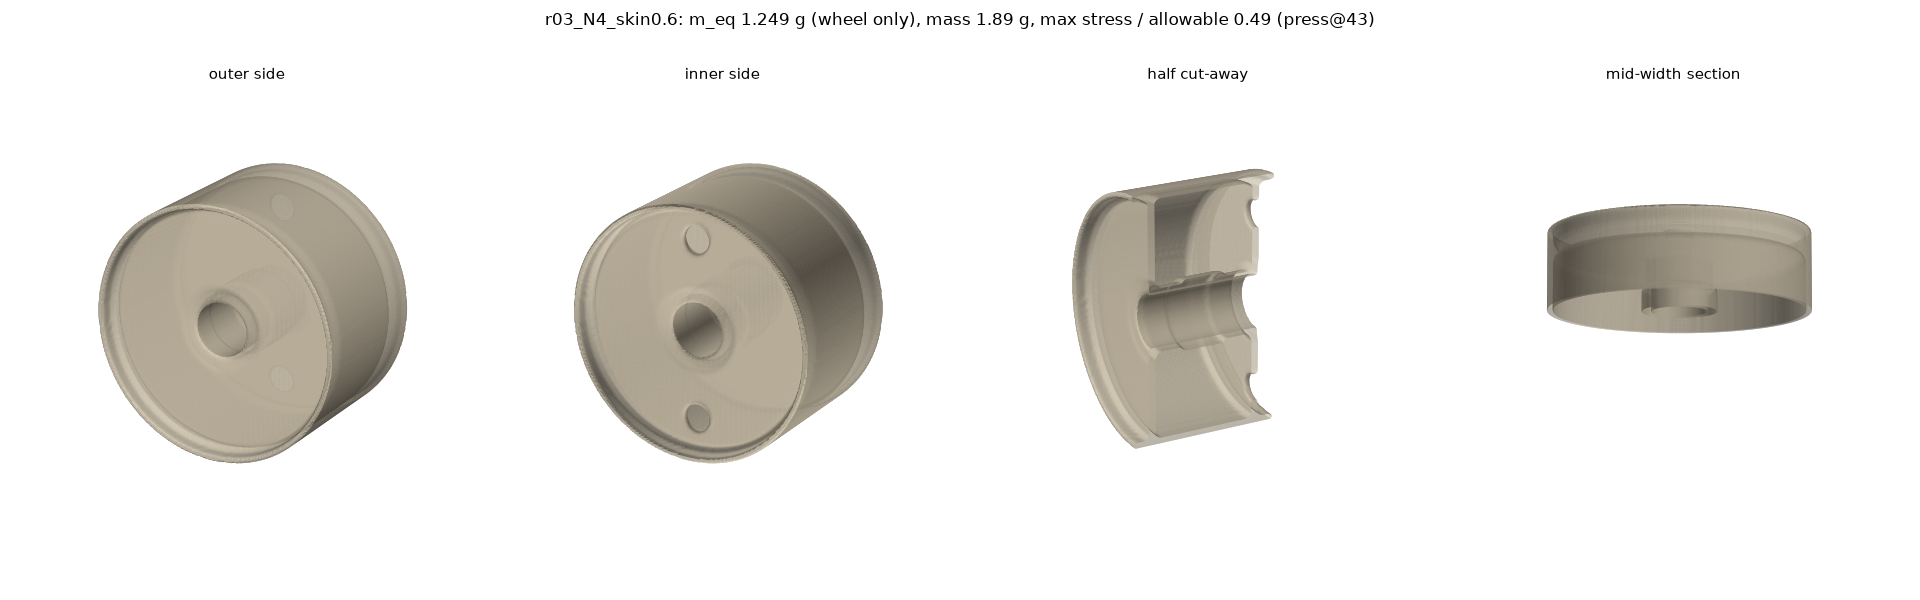 r03_N4_skin0.6: m_eq 1.249 g (wheel only), mass 1.89 g, max stress / allowable 0.49 (press@43)
outer side
inner side
half cut-away
mid-width section